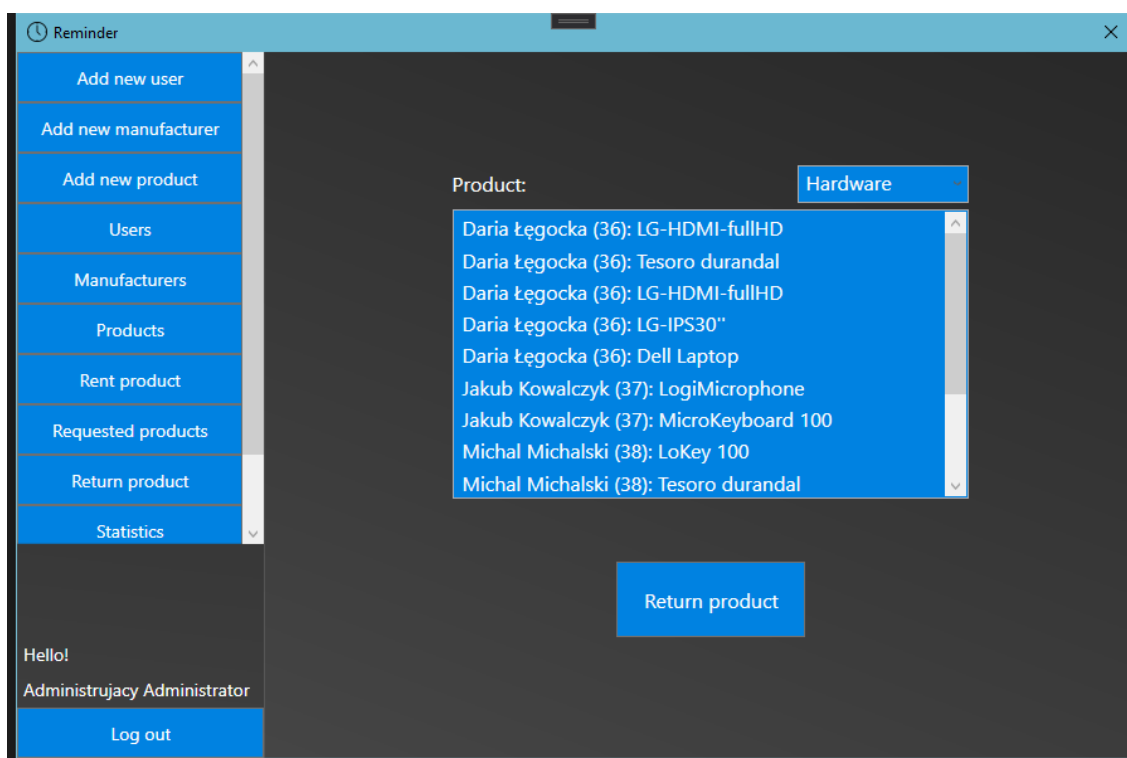 Reminder
Add new user
Add new manufacturer
Add new product
Users
Manufacturers
Products
Rent product
Requested products
Return product
Statistics
Hello!
Administrujacy Administrator
Log out
Product:
Hardware
Daria Łęgocka (36): LG-HDMI-fullHD
Daria Łęgocka (36): Tesoro durandal
Daria Łęgocka (36): LG-HDMI-fullHD
Daria Łęgocka (36): LG-IPS30''
Daria Łęgocka (36): Dell Laptop
Jakub Kowalczyk (37): LogiMicrophone
Jakub Kowalczyk (37): MicroKeyboard 100
Michal Michalski (38): LoKey 100
Michal Michalski (38): Tesoro durandal
Return product